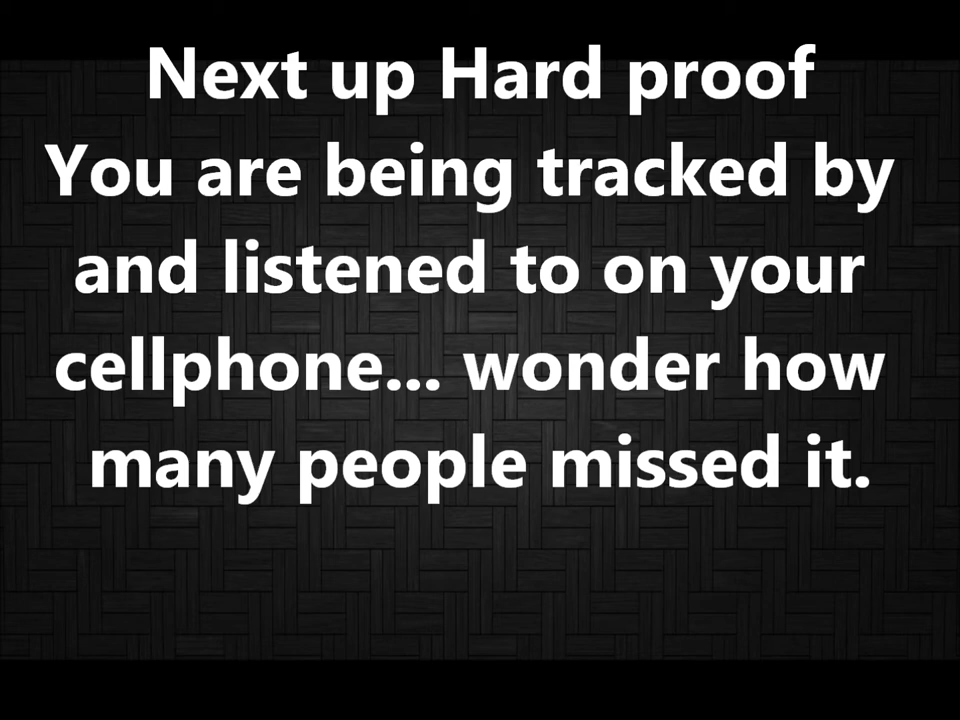 Next up Hard proof
You are being tracked by
and listened to on your
cellphone... wonder how
many people missed it.